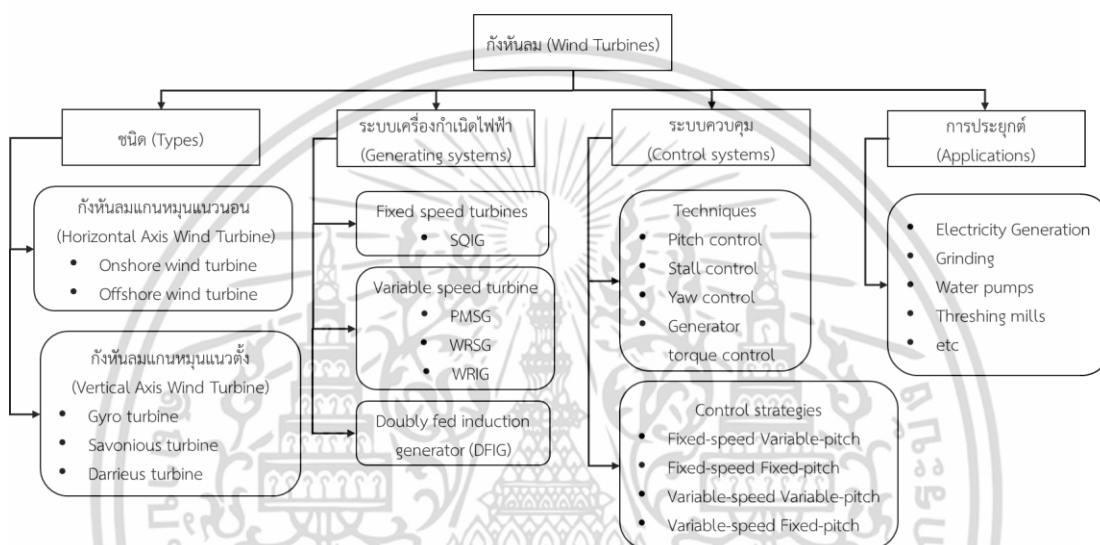 กังหันลม (Wind Turbines)
ชนิด (Types)
กังหันลมแกนหมุนแนวนอน
(Horizontal Axis Wind Turbine)
• Onshore wind turbine
• Offshore wind turbine
กังหันลมแกนหมุนแนวตั้ง
(Vertical Axis Wind Turbine)
• Gyro turbine
• Savonious turbine
• Darrieus turbine
ระบบเครื่องกำเนิดไฟฟ้า
(Generating systems)
Fixed speed turbines
• SQIG
Variable speed turbine
• PMSG
• WRSG
• WRIG
Doubly fed induction
generator (DFIG)
ระบบควบคุม
(Control systems)
Techniques
• Pitch control
• Stall control
• Yaw control
• Generator
torque control
Control strategies
• Fixed-speed Variable-pitch
• Fixed-speed Fixed-pitch
• Variable-speed Variable-pitch
• Variable-speed Fixed-pitch
การประยุกต์
(Applications)
• Electricity Generation
• Grinding
• Water pumps
• Threshing mills
• etc